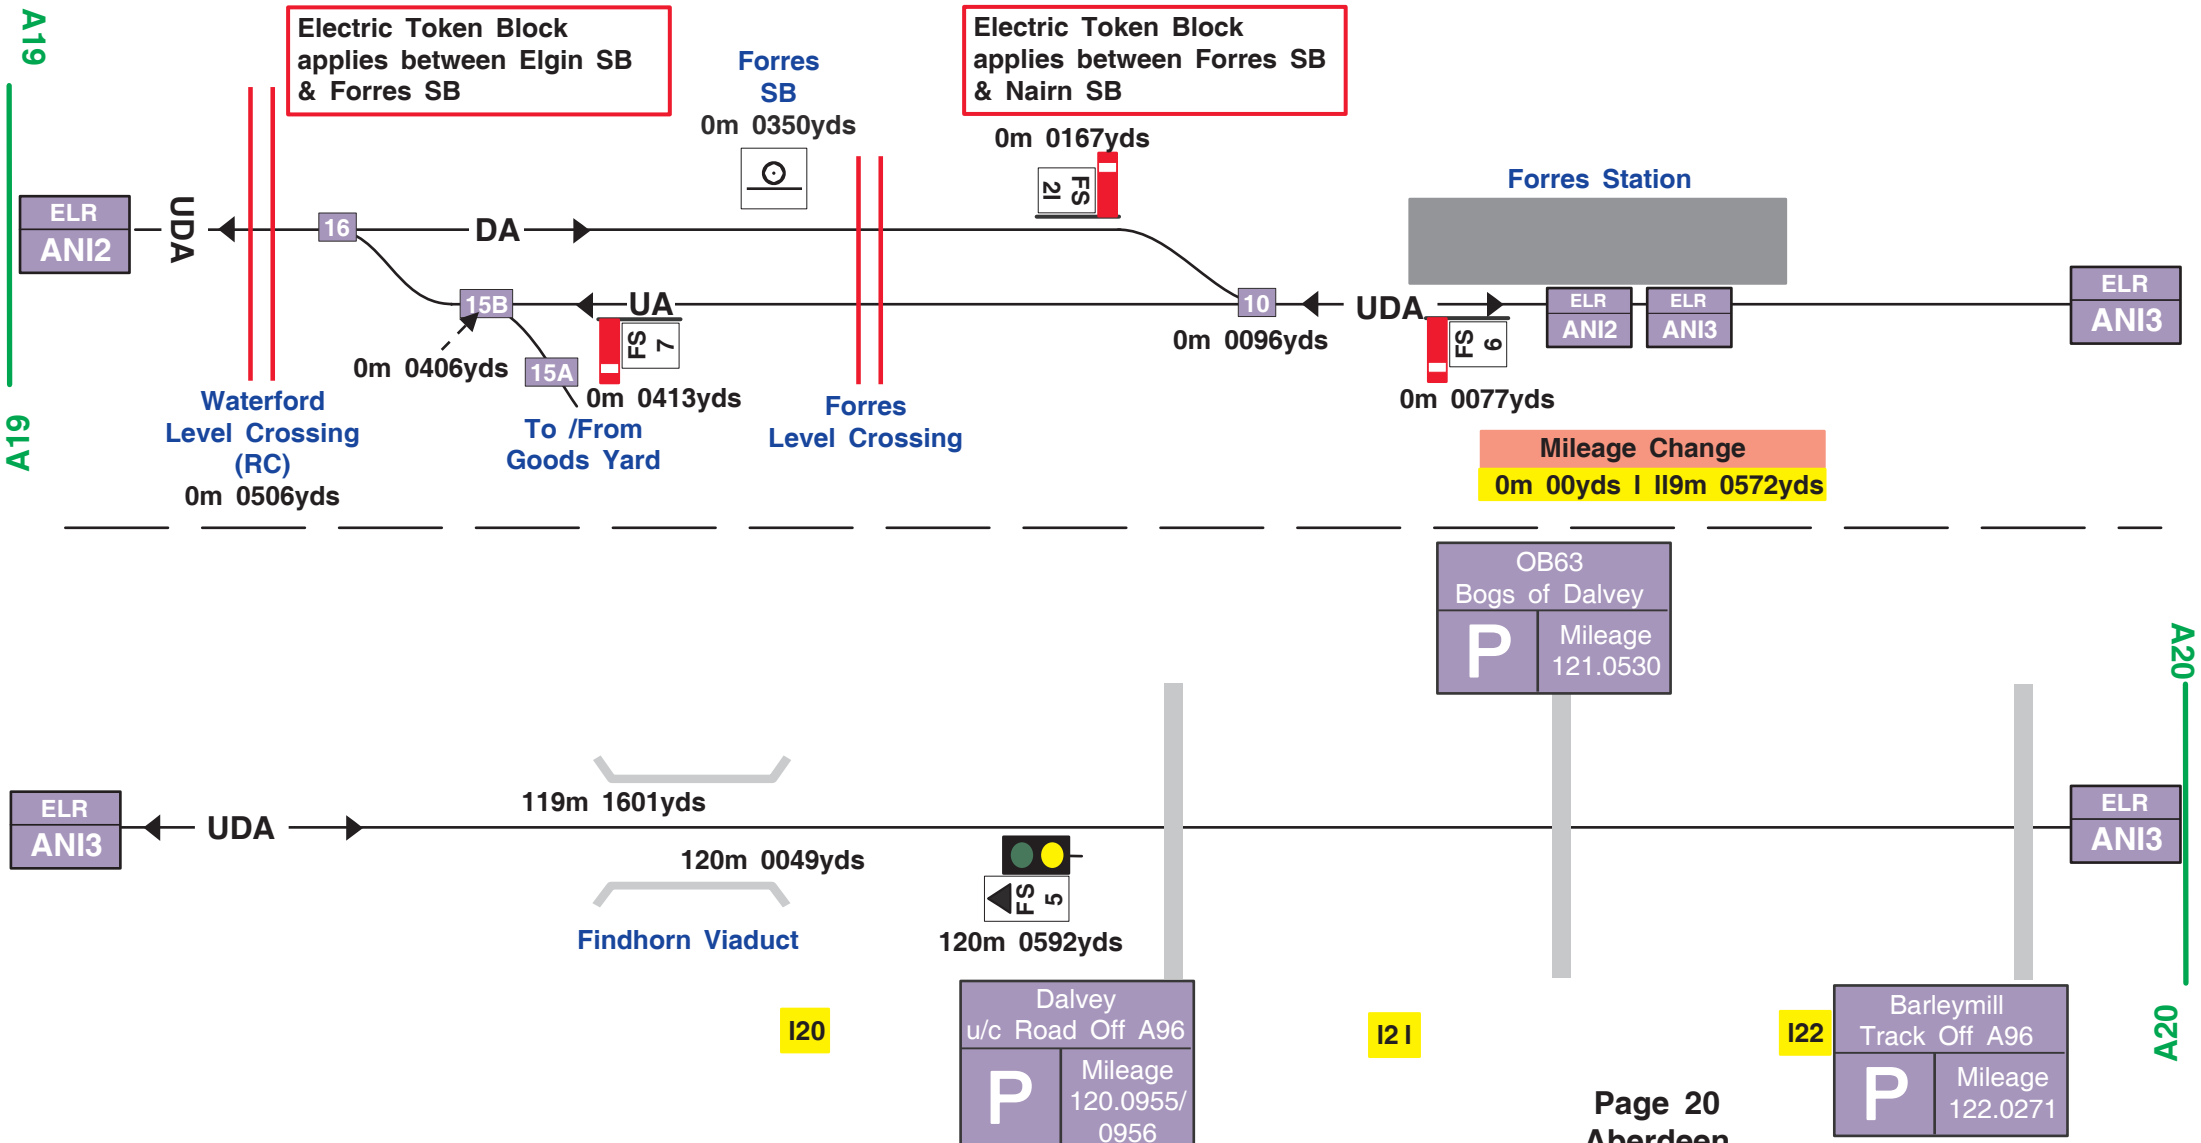 A19
Electric Token Block
applies between Elgin SB
& Forres SB
Forres
SB
0m 0350yds
Electric Token Block
applies between Forres SB
& Nairn SB
0m 0167yds
FS
21
Forres Station
ELR
ANI2
UDA
16
DA
15B
UA
10
UDA
ELR
ANI2
ELR
ANI3
ELR
ANI3
0m 0406yds
15A
FS
7
0m 0413yds
0m 0096yds
FS
9
0m 0077yds
A19
Waterford
Level Crossing
(RC)
0m 0506yds
To /From
Goods Yard
Forres
Level Crossing
Mileage Change
0m 00yds I II9m 0572yds
OB63
Bogs of Dalvey
P
Mileage
121.0530
A20
119m 1601yds
ELR
ANI3
UDA
ELR
ANI3
120m 0049yds
FS
5
120m 0592yds
Findhorn Viaduct
I20
Dalvey
u/c Road Off A96
P
Mileage
120.0955/
0956
I2I
I22
Barleymill
Track Off A96
P
Mileage
122.0271
A20
Page 20
Aberdeen